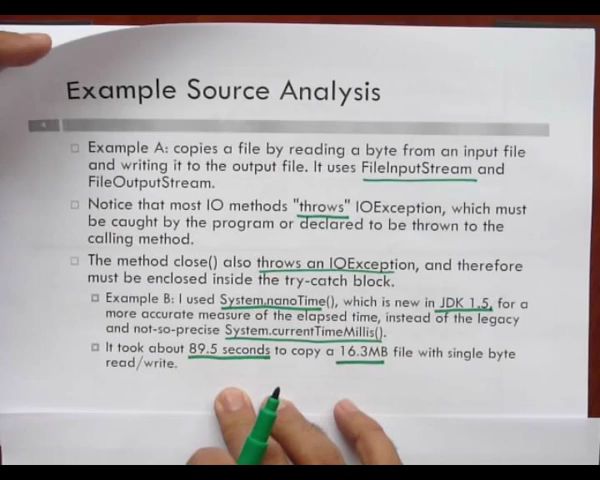 Example Source Analysis
Example A: copies a file by reading a byte from an input file
and writing it to the output file. It uses FileInputStream and
FileOutputStream.
Notice that most IO methods "throws" IOException, which must
be caught by the program or declared to be thrown to the
calling method.
The method close() also throws an IOException, and therefore
must be enclosed inside the try-catch block.
Example B: I used System.nanoTime(), which is new in JDK 1.5, for a
more accurate measure of the elapsed time, instead of the legacy
and not-so-precise System.currentTimeMillis().
It took about 89.5 seconds to copy a 16.3MB file with single byte
read/write.